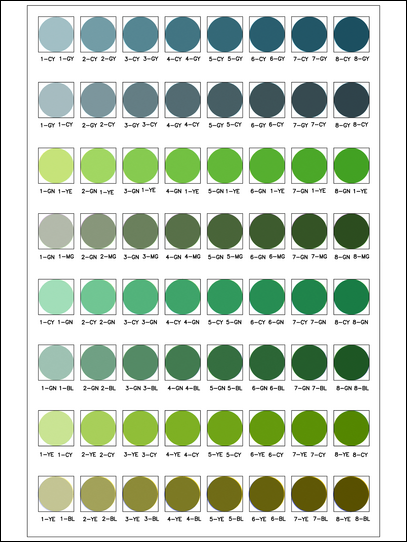 1-CY 1-GY 2-CY 2-GY 3-CY 3-GY 4-CY 4-GY 5-CY 5-GY 6-CY 6-GY 7-CY 7-GY 8-CY 8-GY
1-GY 1-CY 2-GY 2-CY 3-GY 3-CY 4-GY 4-CY 5-GY 5-CY 6-GY 6-CY 7-GY 7-CY 8-GY 8-CY
1-GN 1-YE 2-GN 1-YE 3-GN 1-YE 4-GN 1-YE 5-GN 1-YE 6-GN 1-YE 7-GN 1-YE 8-GN 1-YE
1-GN 1-MG 2-GN 2-MG 3-GN 3-MG 4-GN 4-MG 5-GN 5-MG 6-GN 6-MG 7-GN 7-MG 8-GN 8-MG
1-CY 1-GN 2-CY 2-GN 3-CY 3-GN 4-CY 4-GN 5-CY 5-GN 6-CY 6-GN 7-CY 7-GN 8-CY 8-GN
1-GN 1-BL 2-GN 2-BL 3-GN 3-BL 4-GN 4-BL 5-GN 5-BL 6-GN 6-BL 7-GN 7-BL 8-GN 8-BL
1-YE 1-CY 2-YE 2-CY 3-YE 3-CY 4-YE 4-CY 5-YE 5-CY 6-YE 6-CY 7-YE 7-CY 8-YE 8-CY
1-YE 1-BL 2-YE 2-BL 3-YE 3-BL 4-YE 4-BL 5-YE 5-BL 6-YE 6-BL 7-YE 7-BL 8-YE 8-BL